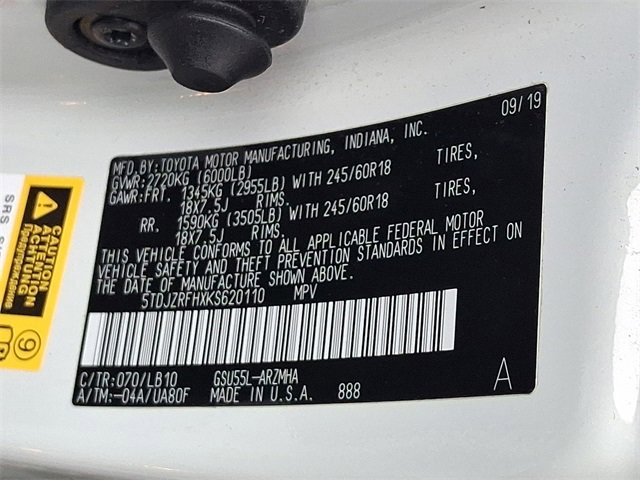 09/19
MFD.BY:TOYOTA MOTOR MANUFACTURING, INDIANA, INC.
GVWR:2720KG (6000LB)
GAWR:FRT. 1345KG (2955LB) WITH 245/60R18 TIRES,
18X7.5J RIMS.
RR. 1590KG (3505LB) WITH 245/60R18 TIRES,
18X7.5J RIMS.
THIS VEHICLE CONFORMS TO ALL APPLICABLE FEDERAL MOTOR
VEHICLE SAFETY AND THEFT PREVENTION STANDARDS IN EFFECT ON
THE DATE OF MANUFACTURE SHOWN ABOVE.
5TDJZRFHXKS620110 MPV
C/TR:070/LB10 GSU55L-ARZMHA
A/TM:-04A/UA80F MADE IN U.S.A. 888
A
CAUTION
ATTENTION
ACHTUNG
Предупреждение
SRS
9